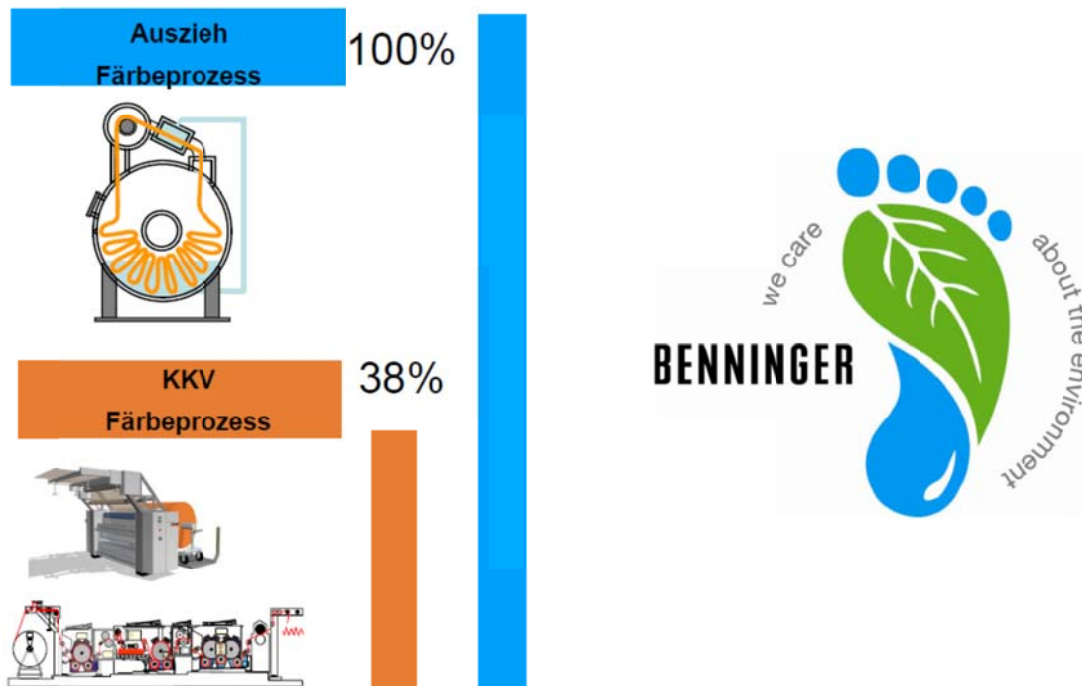 Auszieh
Färbeprozess
100%
KKV
Färbeprozess
38%
we care
about the environment
BENNINGER